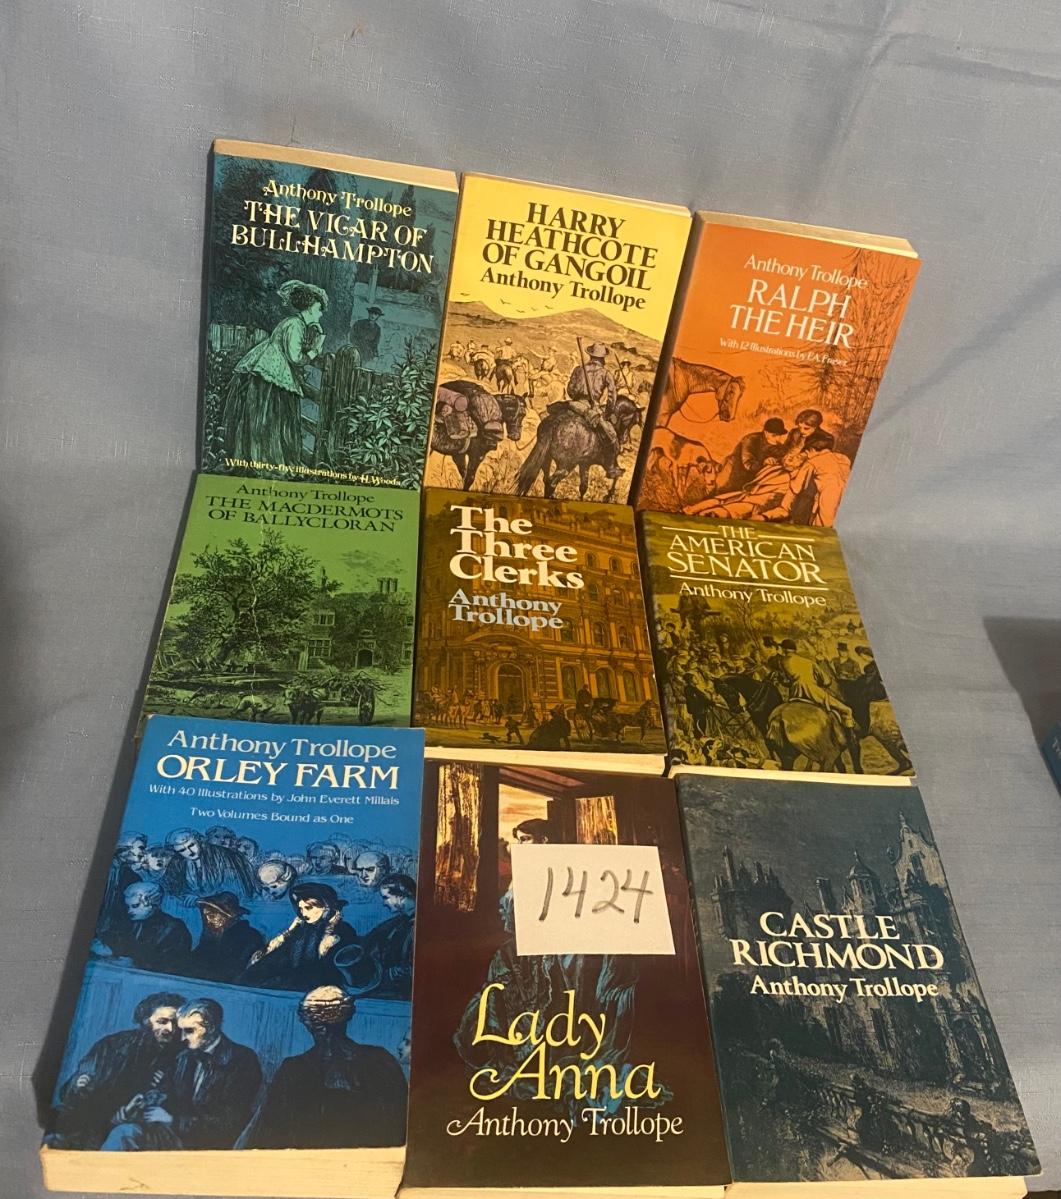 Anthony Trollope
THE VICAR OF
BULLHAMPTON
With thirty-five illustrations by H. Woods
HARRY
HEATHCOTE
OF GANGOIL
Anthony Trollope
Anthony Trollope
RALPH
THE HEIR
With 12 Illustrations by F.A. Fraser
Anthony Trollope
THE MACDERMOTS
OF BALLYCLORAN
The
Three
Clerks
Anthony
Trollope
THE
AMERICAN
SENATOR
Anthony Trollope
Anthony Trollope
ORLEY FARM
With 40 Illustrations by John Everett Millais
Two Volumes Bound as One
1424
Lady
Anna
Anthony Trollope
CASTLE
RICHMOND
Anthony Trollope